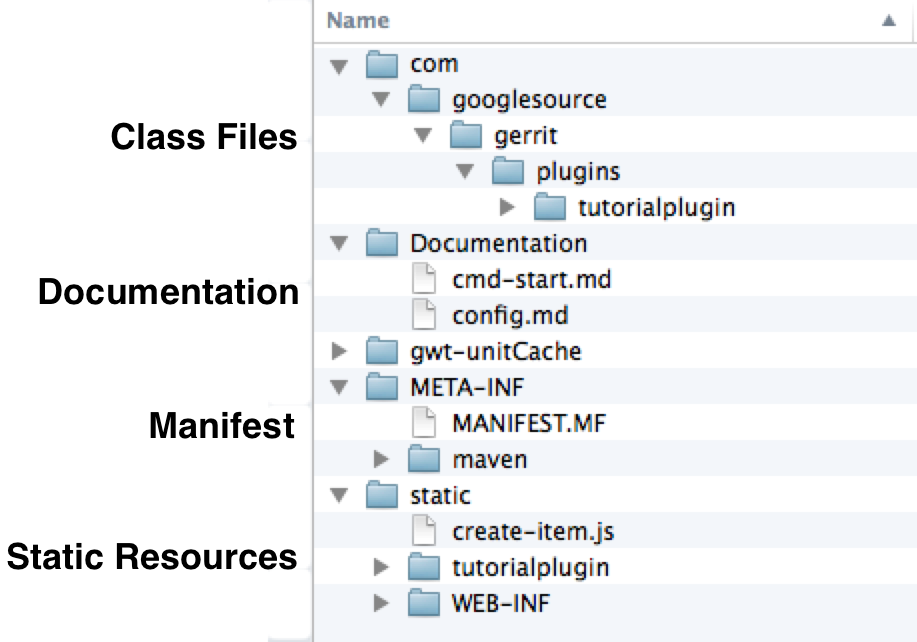 Name
com
googlesource
Class Files
gerrit
plugins
tutorialplugin
Documentation
Documentation
cmd-start.md
config.md
gwt-unitCache
META-INF
Manifest
MANIFEST.MF
maven
static
create-item.js
Static Resources
tutorialplugin
WEB-INF